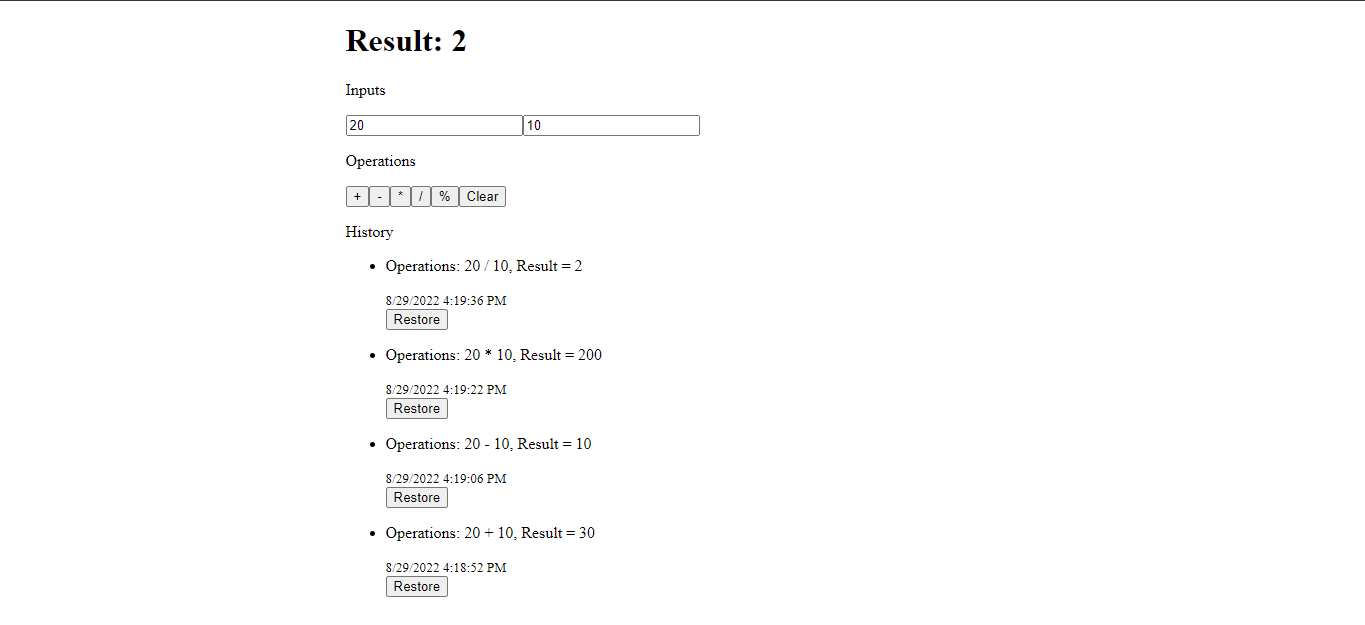 Result: 2
Inputs
20 10
Operations
+ - * / % Clear
History
• Operations: 20 / 10, Result = 2
8/29/2022 4:19:36 PM
Restore
• Operations: 20 * 10, Result = 200
8/29/2022 4:19:22 PM
Restore
• Operations: 20 - 10, Result = 10
8/29/2022 4:19:06 PM
Restore
• Operations: 20 + 10, Result = 30
8/29/2022 4:18:52 PM
Restore